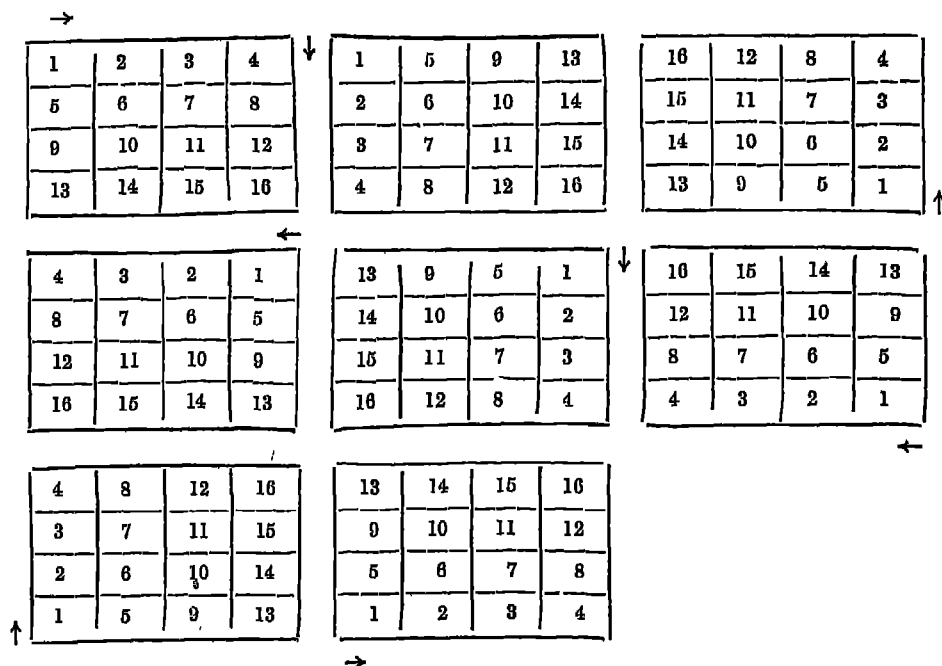 →
1 2 3 4
5 6 7 8
9 10 11 12
13 14 15 16
↓
1 5 9 13
2 6 10 14
3 7 11 15
4 8 12 16
16 12 8 4
15 11 7 3
14 10 6 2
13 9 5 1
↑
←
4 3 2 1
8 7 6 5
12 11 10 9
16 15 14 13
13 9 5 1
14 10 6 2
15 11 7 3
16 12 8 4
↓
16 15 14 13
12 11 10 9
8 7 6 5
4 3 2 1
←
4 8 12 16
3 7 11 15
2 6 10 14
1 5 9 13
↑
13 14 15 16
9 10 11 12
5 6 7 8
1 2 3 4
→